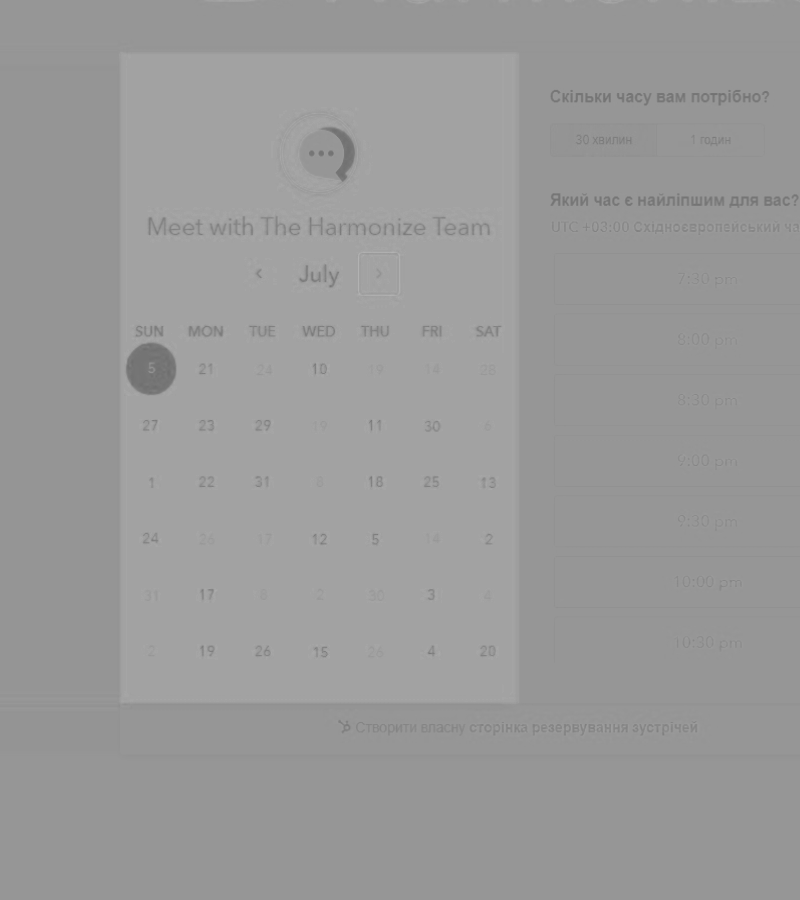 Meet with The Harmonize Team
July
SUN MON TUE WED THU FRI SAT
5 21 24 10 19 14 28
27 23 29 19 11 30 6
1 22 31 8 18 25 13
24 26 17 12 5 14 2
31 17 8 2 30 3 4
2 19 26 15 26 4 20
Скільки часу вам потрібно?
30 хвилин 1 годин
Який час є найліпшим для вас?
UTC +03:00 Східноєвропейський
7:30 pm
8:00 pm
8:30 pm
9:00 pm
9:30 pm
10:00 pm
10:30 pm
Створити власну сторінка резервування зустрічей